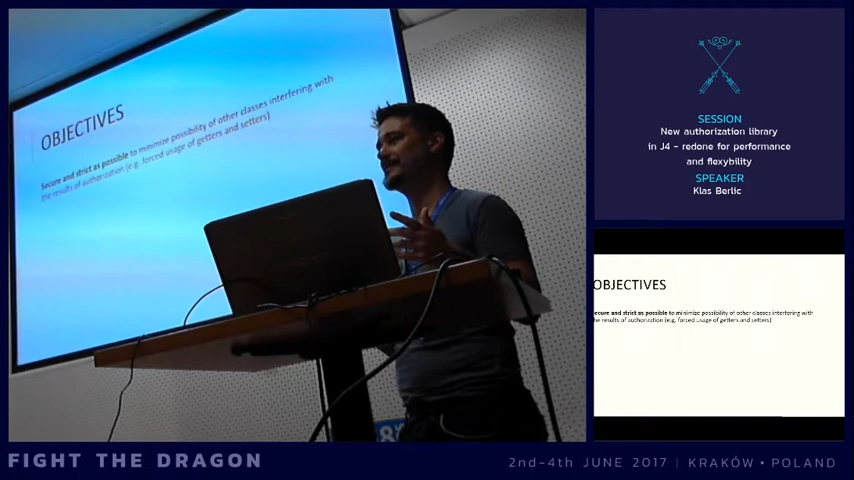 OBJECTIVES
Secure and strict as possible to minimize possibility of other classes interfering with
the results of authorization (e.g. forced usage of getters and setters)
SESSION
New authorization library
in J4 - redone for performance
and flexybility
SPEAKER
Klas Berlic
OBJECTIVES
ecure and strict as possible to minimize possibility of other classes interfering with
he results of authorization (e.g. forced usage of getters and setters)
FIGHT THE DRAGON
2nd-4th JUNE 2017 | KRAKÓW • POLAND